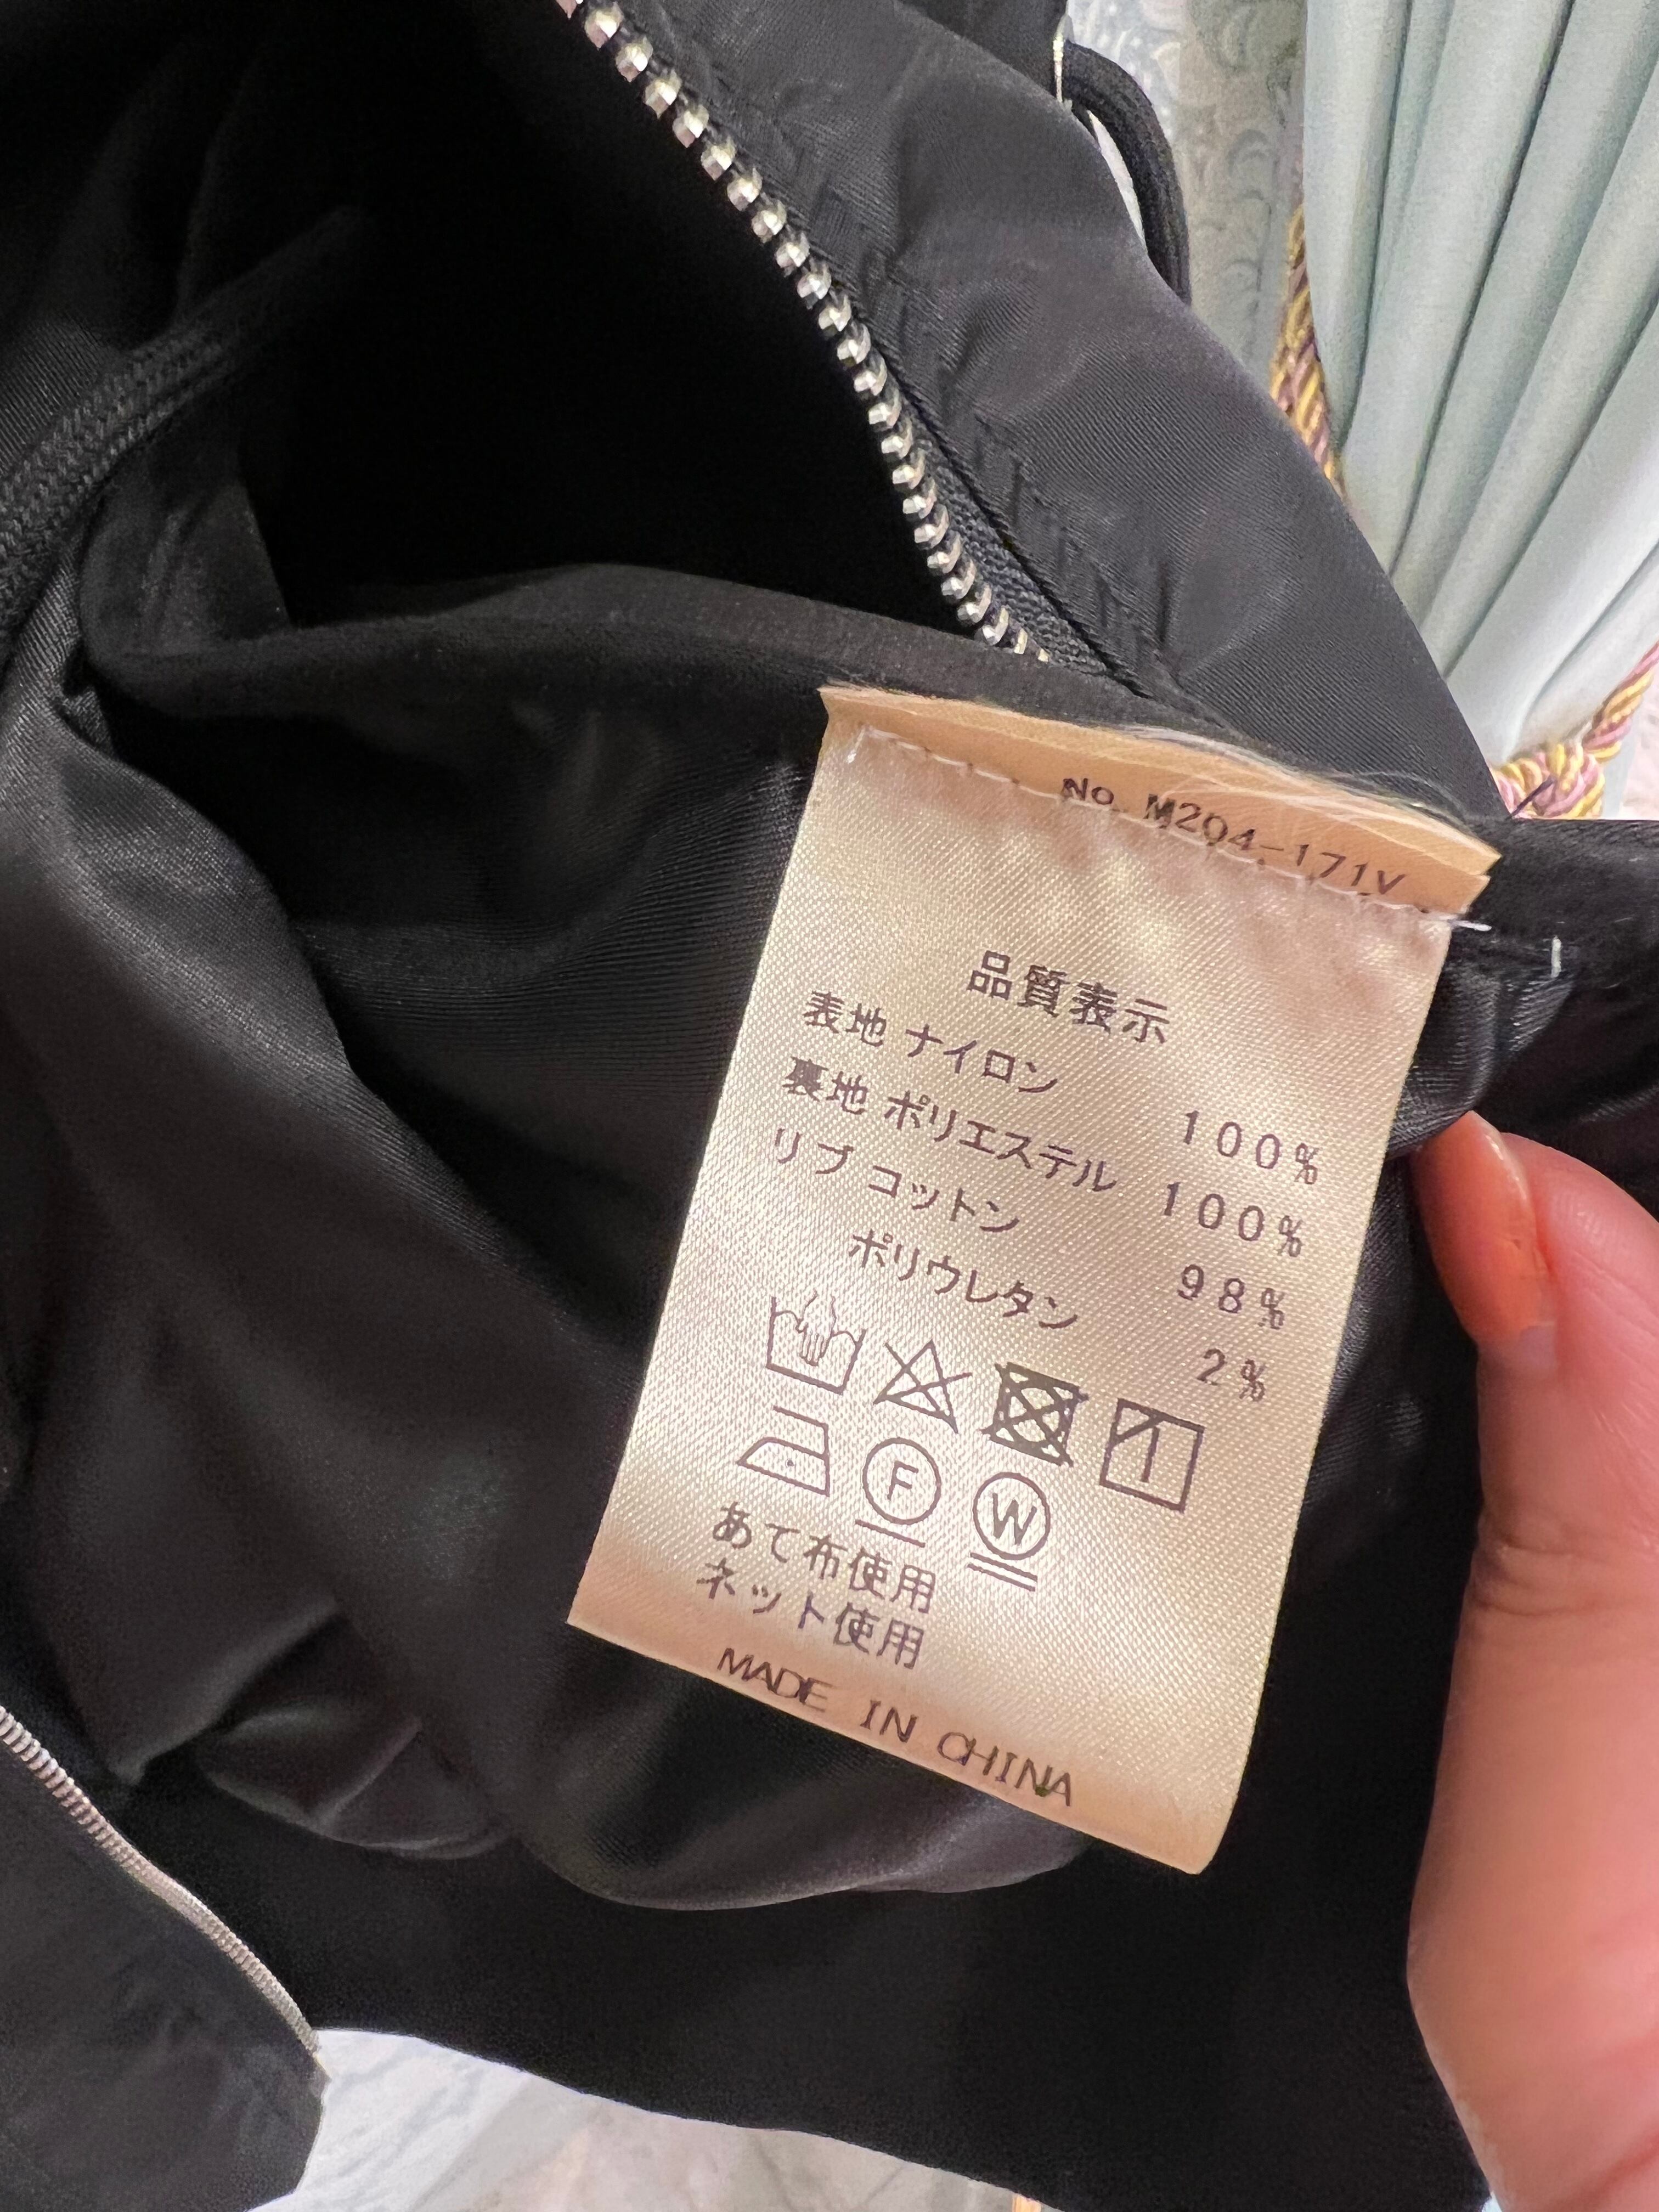 No. M204-171V
品質表示
表地 ナイロン 100%
裏地 ポリエステル 100%
リブ コットン 98%
ポリウレタン 2%
F W
あて布使用
ネット使用
MADE IN CHINA